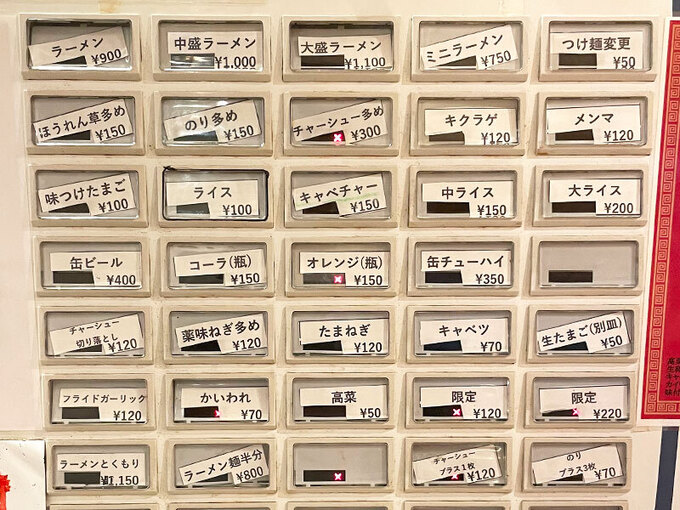 ラーメン
¥900
中盛ラーメン
¥1,000
大盛ラーメン
¥1,100
ミニラーメン
¥750
つけ麺変更
¥50
ほうれん草多め
¥150
のり多め
¥150
チャーシュー多め
¥300
キクラゲ
¥120
メンマ
¥120
味つけたまご
¥100
ライス
¥100
キャベチャー
¥150
中ライス
¥150
大ライス
¥200
缶ビール
¥400
コーラ(瓶)
¥150
オレンジ(瓶)
¥150
缶チューハイ
¥350
チャーシュー
切り落とし
¥120
薬味ねぎ多め
¥120
たまねぎ
¥120
キャベツ
¥70
生たまご(別皿)
¥50
フライドガーリック
¥120
かいわれ
¥70
高菜
¥50
限定
¥120
限定
¥220
ラーメンとくもり
¥1,150
ラーメン麺半分
¥800
チャーシュー
プラス1枚
¥120
のり
プラス3枚
¥70